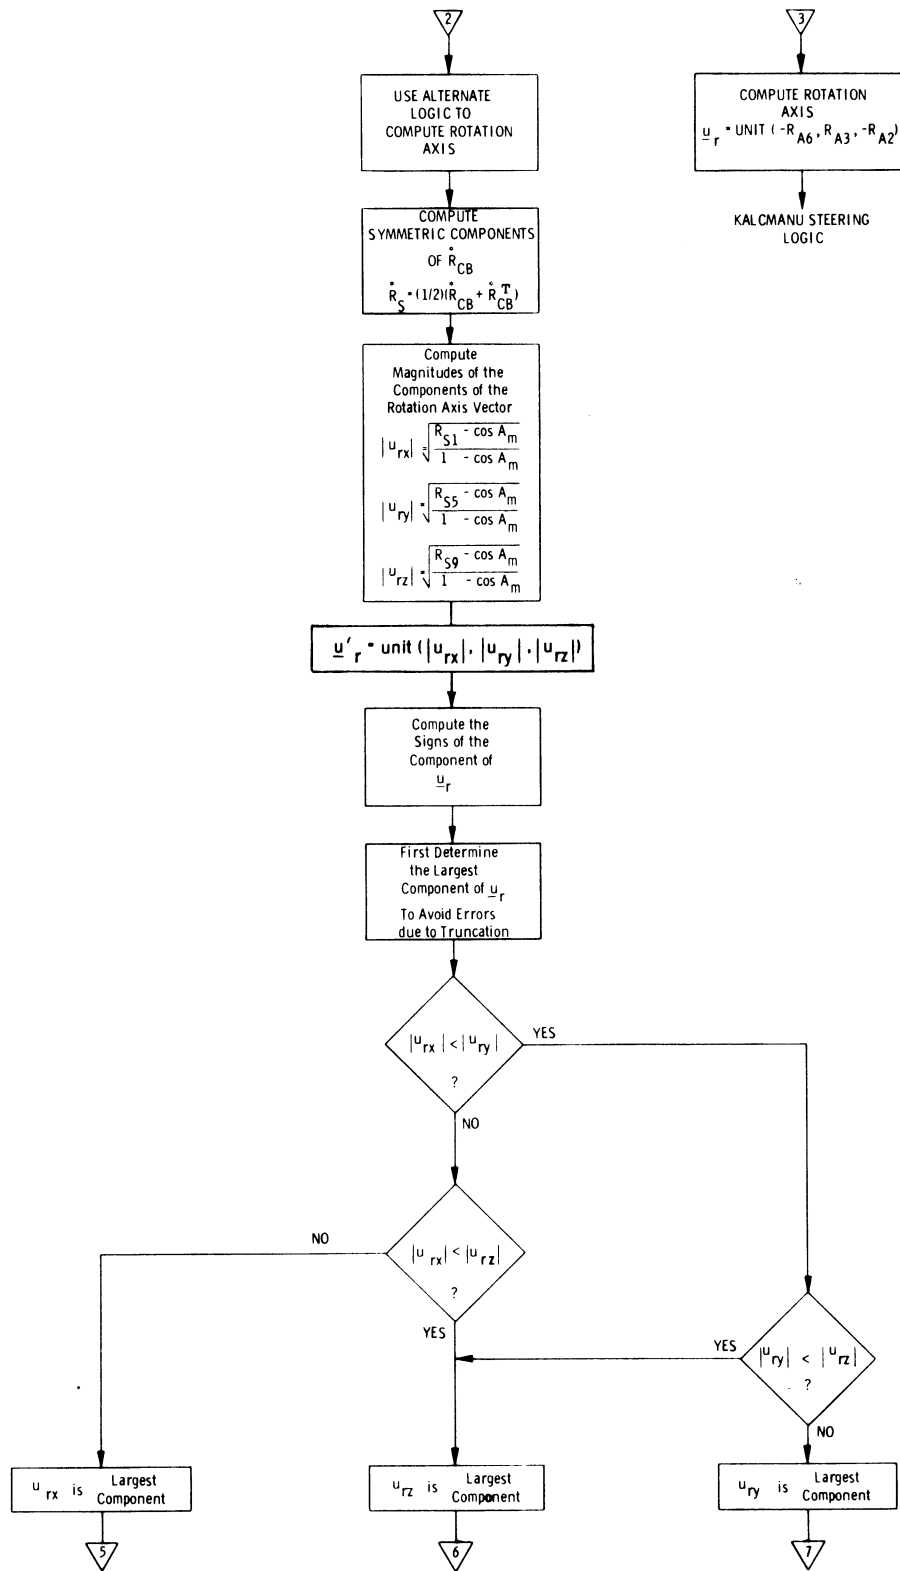 2
USE ALTERNATE
LOGIC TO
COMPUTE ROTATION
AXIS
COMPUTE
SYMMETRIC COMPONENTS
OF R̊_CB
R̊_S = (1/2)(R̊_CB + R̊_CB^T)
Compute
Magnitudes of the
Components of the
Rotation Axis Vector
|u_rx| = √((R_S1 - cos A_m)/(1 - cos A_m))
|u_ry| = √((R_S5 - cos A_m)/(1 - cos A_m))
|u_rz| = √((R_S9 - cos A_m)/(1 - cos A_m))
u'_r = unit (|u_rx|, |u_ry|, |u_rz|)
Compute the
Signs of the
Component of
u_r
First Determine
the Largest
Component of u_r
To Avoid Errors
due to Truncation
|u_rx| < |u_ry|
?
YES
NO
|u_rx| < |u_rz|
?
NO
YES
|u_ry| < |u_rz|
?
YES
NO
u_rx is Largest
Component
5
u_rz is Largest
Component
6
u_ry is Largest
Component
7
3
COMPUTE ROTATION
AXIS
u_r = UNIT (-R_A6, R_A3, -R_A2)
KALCMANU STEERING
LOGIC